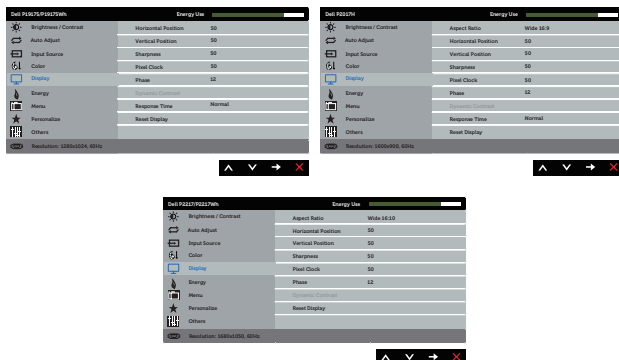 Dell P1917S/P1917SWh Energy Use
Brightness / Contrast Horizontal Position 50
Auto Adjust Vertical Position 50
Input Source Sharpness 50
Color Pixel Clock 50
Display Phase 12
Energy Dynamic Contrast
Menu Response Time Normal
Personalize Reset Display
Others
Resolution: 1280x1024, 60Hz
Dell P2017H Energy Use
Brightness / Contrast Aspect Ratio Wide 16:9
Auto Adjust Horizontal Position 50
Input Source Vertical Position 50
Color Sharpness 50
Display Pixel Clock 50
Energy Phase 12
Menu Dynamic Contrast
Personalize Response Time Normal
Others Reset Display
Resolution: 1600x900, 60Hz
Dell P2217/P2217Wh Energy Use
Brightness / Contrast Aspect Ratio Wide 16:10
Auto Adjust Horizontal Position 50
Input Source Vertical Position 50
Color Sharpness 50
Display Pixel Clock 50
Energy Phase 12
Menu Dynamic Contrast
Personalize Reset Display
Others
Resolution: 1680x1050, 60Hz